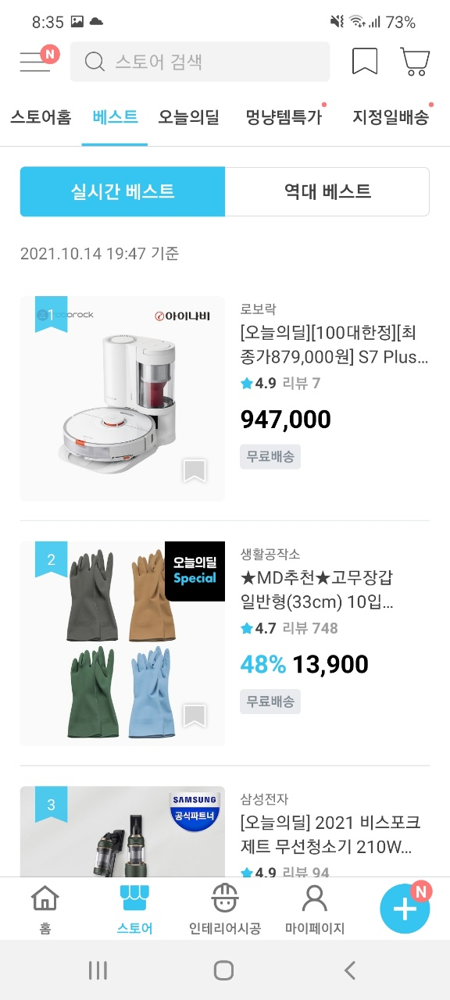 8:35 73%
N
스토어 검색
스토어홈 베스트 오늘의딜 멍냥템특가 지정일배송
실시간 베스트 역대 베스트
2021.10.14 19:47 기준
1
roborock
아이나비
로보락
[오늘의딜][100대한정][최
종가879,000원] S7 Plus...
4.9 리뷰 7
947,000
무료배송
2
오늘의딜
Special
생활공작소
★MD추천★고무장갑
일반형(33cm) 10입...
4.7 리뷰 748
48% 13,900
무료배송
3
SAMSUNG
공식파트너
삼성전자
[오늘의딜] 2021 비스포크
제트 무선청소기 210W...
4.9 리뷰 94
N
홈 스토어 인테리어시공 마이페이지